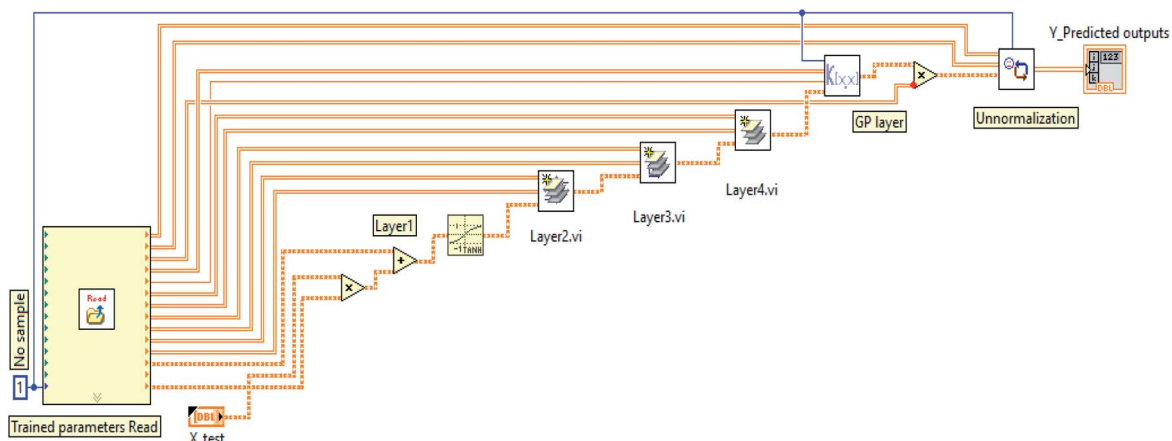 Y_Predicted outputs
i
123
j
k
DBL
K[x,x]
×
GP layer
Unnormalization
Layer4.vi
Layer3.vi
Layer2.vi
Layer1
TANH
+
×
Read
No sample
1
Trained parameters Read
DBL
X_test